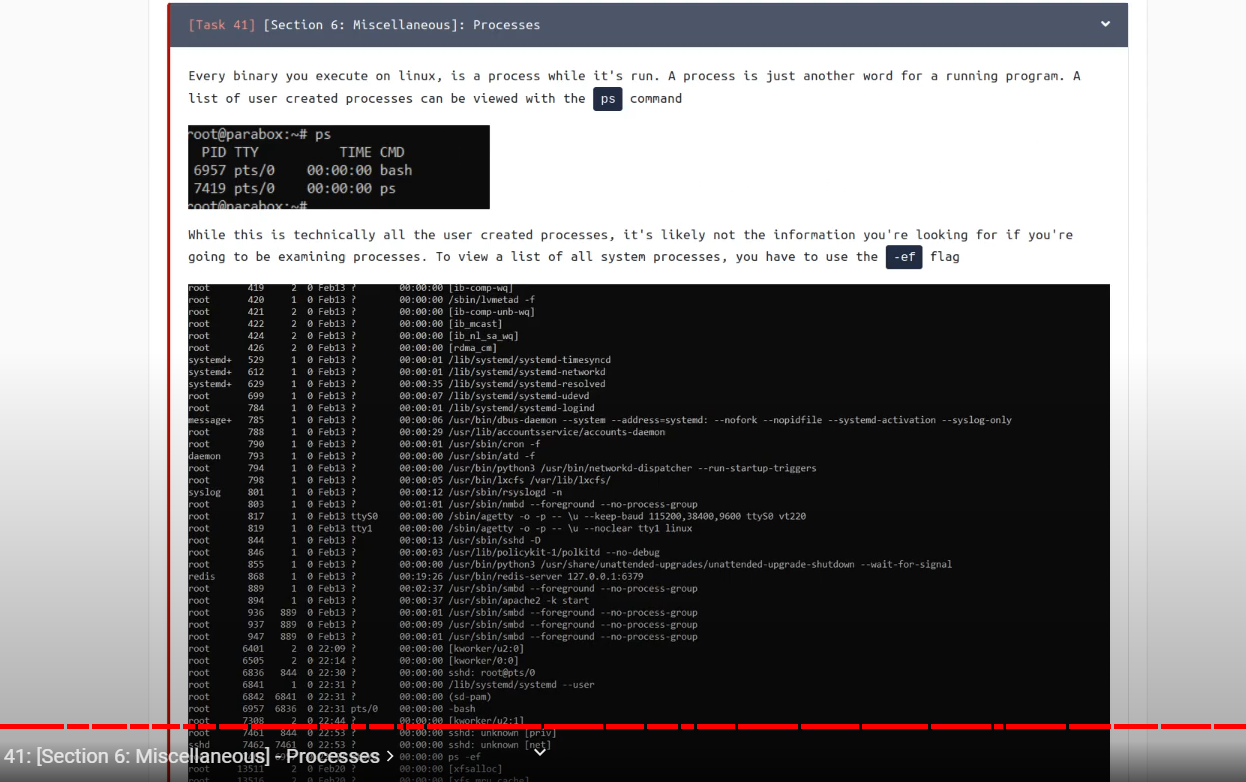 [Task 41] [Section 6: Miscellaneous]: Processes
Every binary you execute on linux, is a process while it's run. A process is just another word for a running program. A
list of user created processes can be viewed with the ps command
root@parabox:~# ps
PID TTY TIME CMD
6957 pts/0 00:00:00 bash
7419 pts/0 00:00:00 ps
root@parabox:~#
While this is technically all the user created processes, it's likely not the information you're looking for if you're
going to be examining processes. To view a list of all system processes, you have to use the -ef flag
root 419 2 0 Feb13 ? 00:00:00 [ib-comp-wq]
root 420 1 0 Feb13 ? 00:00:00 /sbin/lvmetad -f
root 421 2 0 Feb13 ? 00:00:00 [ib-comp-unb-wq]
root 422 2 0 Feb13 ? 00:00:00 [ib_mcast]
root 424 2 0 Feb13 ? 00:00:00 [ib_nl_sa_wq]
root 426 2 0 Feb13 ? 00:00:00 [rdma_cm]
systemd+ 529 1 0 Feb13 ? 00:00:01 /lib/systemd/systemd-timesyncd
systemd+ 612 1 0 Feb13 ? 00:00:01 /lib/systemd/systemd-networkd
systemd+ 629 1 0 Feb13 ? 00:00:35 /lib/systemd/systemd-resolved
root 699 1 0 Feb13 ? 00:00:07 /lib/systemd/systemd-udevd
root 784 1 0 Feb13 ? 00:00:01 /lib/systemd/systemd-logind
message+ 785 1 0 Feb13 ? 00:00:06 /usr/bin/dbus-daemon --system --address=systemd: --nofork --nopidfile --systemd-activation --syslog-only
root 788 1 0 Feb13 ? 00:00:29 /usr/lib/accountsservice/accounts-daemon
root 790 1 0 Feb13 ? 00:00:01 /usr/sbin/cron -f
daemon 793 1 0 Feb13 ? 00:00:00 /usr/sbin/atd -f
root 794 1 0 Feb13 ? 00:00:00 /usr/bin/python3 /usr/bin/networkd-dispatcher --run-startup-triggers
root 798 1 0 Feb13 ? 00:00:05 /usr/bin/lxcfs /var/lib/lxcfs/
syslog 801 1 0 Feb13 ? 00:00:12 /usr/sbin/rsyslogd -n
root 803 1 0 Feb13 ? 00:01:01 /usr/sbin/nmbd --foreground --no-process-group
root 817 1 0 Feb13 ttyS0 00:00:00 /sbin/agetty -o -p -- \u --keep-baud 115200,38400,9600 ttyS0 vt220
root 819 1 0 Feb13 tty1 00:00:00 /sbin/agetty -o -p -- \u --noclear tty1 linux
root 844 1 0 Feb13 ? 00:00:13 /usr/sbin/sshd -D
root 846 1 0 Feb13 ? 00:00:03 /usr/lib/policykit-1/polkitd --no-debug
root 855 1 0 Feb13 ? 00:00:00 /usr/bin/python3 /usr/share/unattended-upgrades/unattended-upgrade-shutdown --wait-for-signal
redis 868 1 0 Feb13 ? 00:19:26 /usr/bin/redis-server 127.0.0.1:6379
root 889 1 0 Feb13 ? 00:02:37 /usr/sbin/smbd --foreground --no-process-group
root 894 1 0 Feb13 ? 00:00:37 /usr/sbin/apache2 -k start
root 936 889 0 Feb13 ? 00:00:01 /usr/sbin/smbd --foreground --no-process-group
root 937 889 0 Feb13 ? 00:00:09 /usr/sbin/smbd --foreground --no-process-group
root 947 889 0 Feb13 ? 00:00:01 /usr/sbin/smbd --foreground --no-process-group
root 6401 2 0 22:09 ? 00:00:00 [kworker/u2:0]
root 6505 2 0 22:14 ? 00:00:00 [kworker/0:0]
root 6836 844 0 22:30 ? 00:00:00 sshd: root@pts/0
root 6841 1 0 22:31 ? 00:00:00 /lib/systemd/systemd --user
root 6842 6841 0 22:31 ? 00:00:00 (sd-pam)
root 6957 6836 0 22:31 pts/0 00:00:00 -bash
root 7308 2 0 22:44 ? 00:00:00 [kworker/u2:1]
root 7461 844 0 22:53 ? 00:00:00 sshd: unknown [priv]
sshd 7462 7461 0 22:53 ? 00:00:00 sshd: unknown [net]
41: [Section 6: Miscellaneous] - Processes
00:00:00 ps -ef
root 13511 2 0 Feb20 ? 00:00:00 [xfsalloc]
root 13516 2 0 Feb20 ? 00:00:00 [xfs_mru_cache]